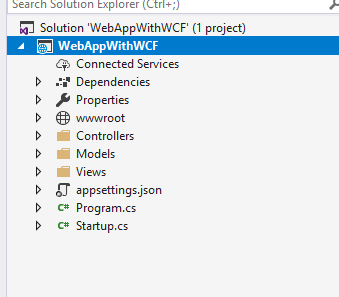 Search Solution Explorer (Ctrl+;)
Solution 'WebAppWithWCF' (1 project)
WebAppWithWCF
Connected Services
Dependencies
Properties
wwwroot
Controllers
Models
Views
appsettings.json
C# Program.cs
C# Startup.cs